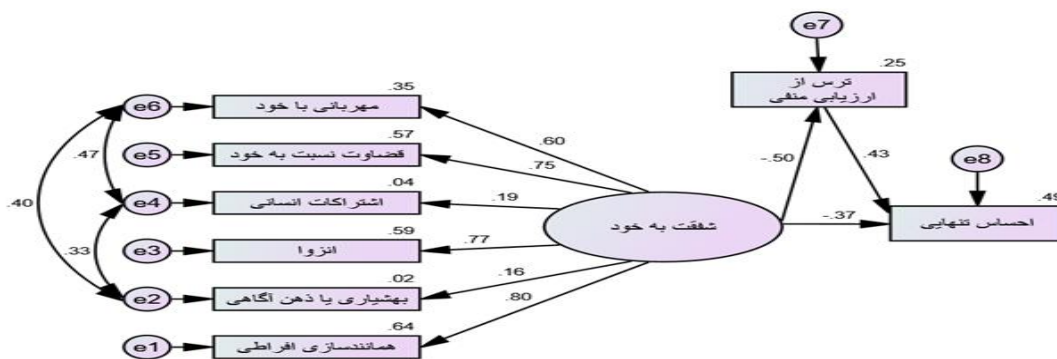 e7
.25
ترس از
ارزیابی منفی
.35
e6
مهربانی با خود
.60
.57
e5
قضاوت نسبت به خود
.75
.47
-.50
.43
e8
.04
e4
اشتراکات انسانی
.19
.40
.49
شفقت به خود
-.37
احساس تنهایی
.59
e3
انزوا
.77
.33
.02
e2
بهشیاری یا ذهن آگاهی
.16
.80
.64
e1
همانندسازی افراطی